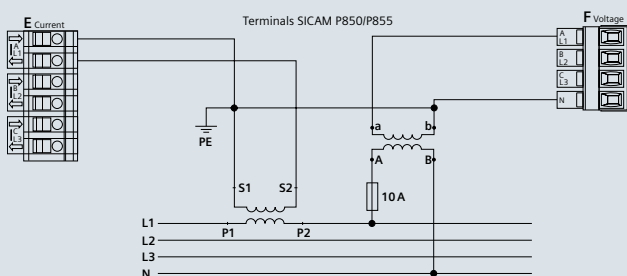 Terminals SICAM P850/P855
E Current
F Voltage
A
L1
B
L2
C
L3
A
L1
B
L2
C
L3
N
PE
a
b
A
B
S1
S2
10 A
L1
P1
P2
L2
L3
N